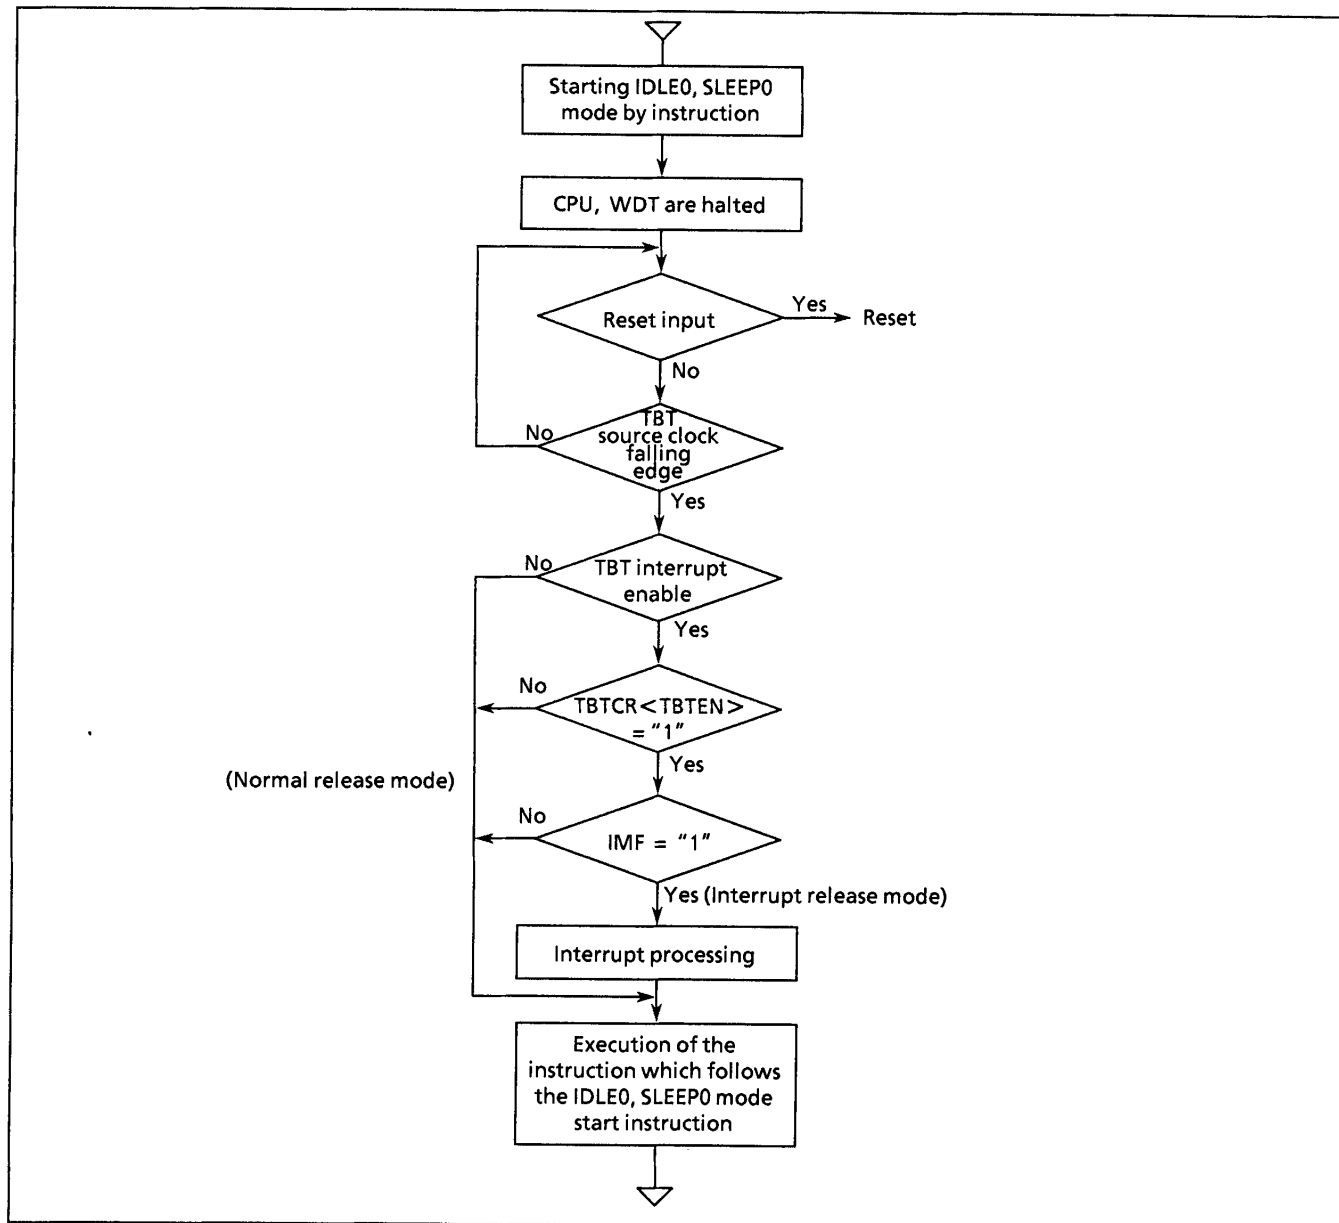 Starting IDLE0, SLEEP0
mode by instruction
CPU, WDT are halted
Reset input
Yes
Reset
No
TBT
source clock
falling
edge
No
Yes
TBT interrupt
enable
No
Yes
TBTCR<TBTEN>
= "1"
No
Yes
(Normal release mode)
IMF = "1"
No
Yes (Interrupt release mode)
Interrupt processing
Execution of the
instruction which follows
the IDLE0, SLEEP0 mode
start instruction